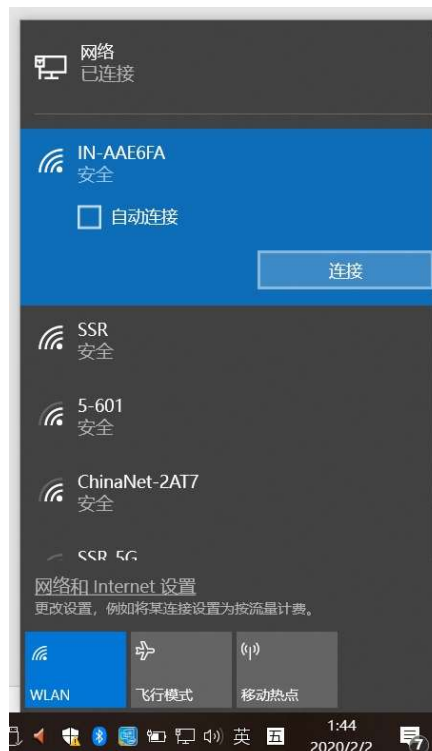 网络
已连接
IN-AAE6FA
安全
自动连接
连接
SSR
安全
5-601
安全
ChinaNet-2AT7
安全
SSR_5G
网络和 Internet 设置
更改设置，例如将某连接设置为按流量计费。
WLAN
飞行模式
移动热点
英
五
1:44
2020/2/2
7